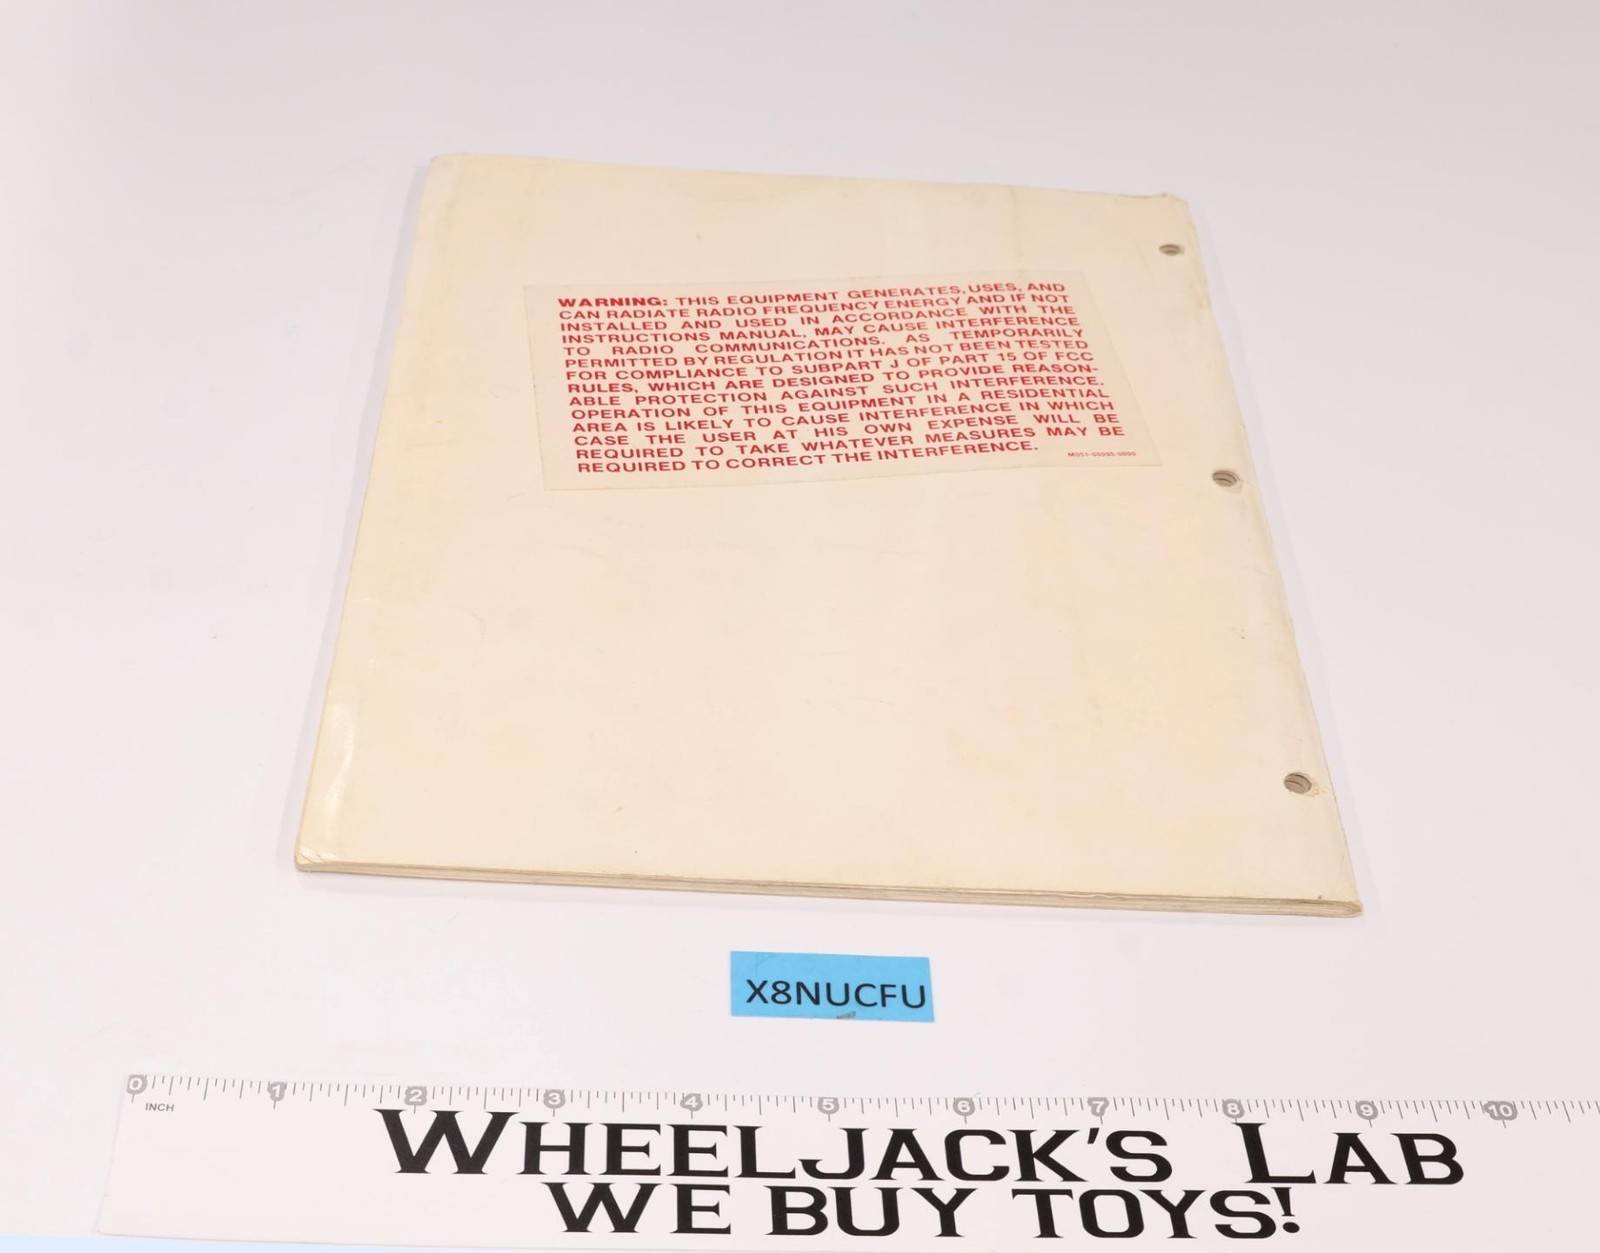 WARNING: THIS EQUIPMENT GENERATES, USES, AND
CAN RADIATE RADIO FREQUENCY ENERGY AND IF NOT
INSTALLED AND USED IN ACCORDANCE WITH THE
INSTRUCTIONS MANUAL, MAY CAUSE INTERFERENCE
TO RADIO COMMUNICATIONS. AS TEMPORARILY
PERMITTED BY REGULATION IT HAS NOT BEEN TESTED
FOR COMPLIANCE TO SUBPART J OF PART 15 OF FCC
RULES, WHICH ARE DESIGNED TO PROVIDE REASON-
ABLE PROTECTION AGAINST SUCH INTERFERENCE.
OPERATION OF THIS EQUIPMENT IN A RESIDENTIAL
AREA IS LIKELY TO CAUSE INTERFERENCE IN WHICH
CASE THE USER AT HIS OWN EXPENSE WILL BE
REQUIRED TO TAKE WHATEVER MEASURES MAY BE
REQUIRED TO CORRECT THE INTERFERENCE.
X8NUCFU
0 1 2 3 4 5 6 7 8 9 10
INCH
WHEELJACK'S LAB
WE BUY TOYS!